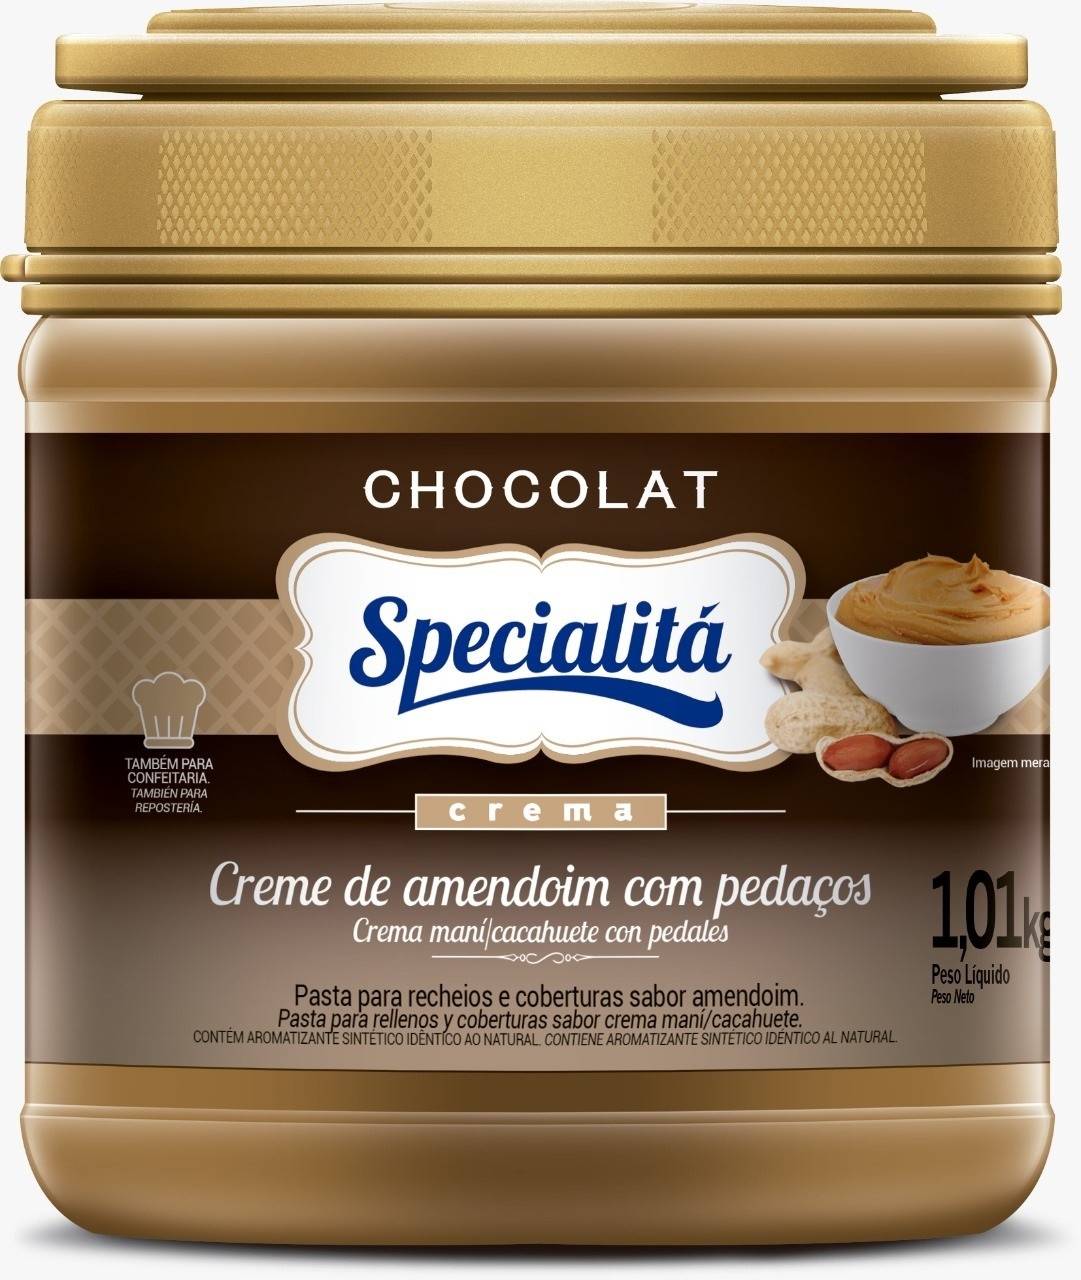 CHOCOLAT
Specialitá
crema
TAMBÉM PARA
CONFEITARIA.
TAMBIÉN PARA
REPOSTERÍA.
Imagem mera
Creme de amendoim com pedaços
Crema maní/cacahuete con pedales
1,01kg
Peso Líquido
Peso Neto
Pasta para recheios e coberturas sabor amendoim.
Pasta para rellenos y coberturas sabor crema maní/cacahuete.
CONTÉM AROMATIZANTE SINTÉTICO IDÊNTICO AO NATURAL. CONTIENE AROMATIZANTE SINTÉTICO IDÉNTICO AL NATURAL.